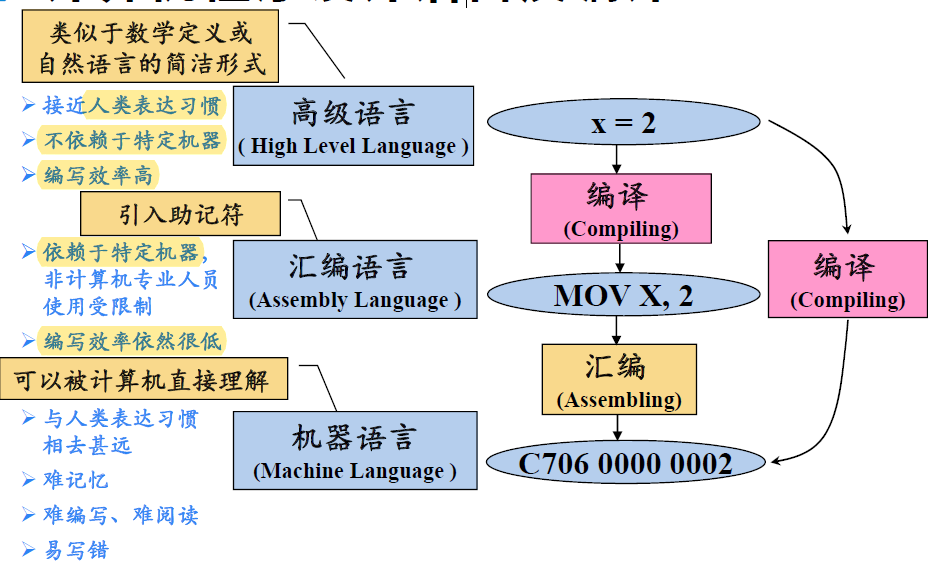 类似于数学定义或
自然语言的简洁形式
接近人类表达习惯
不依赖于特定机器
编写效率高
高级语言
( High Level Language )
x = 2
编译
(Compiling)
引入助记符
依赖于特定机器,
非计算机专业人员
使用受限制
编写效率依然很低
汇编语言
(Assembly Language )
MOV X, 2
编译
(Compiling)
汇编
(Assembling)
可以被计算机直接理解
与人类表达习惯
相去甚远
难记忆
难编写、难阅读
易写错
机器语言
(Machine Language )
C706 0000 0002